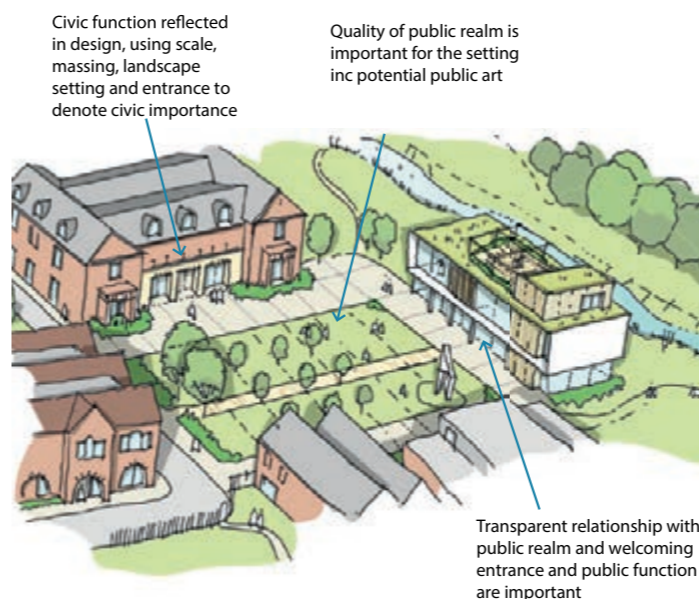 Civic function reflected
in design, using scale,
massing, landscape
setting and entrance to
denote civic importance
Quality of public realm is
important for the setting
inc potential public art
Transparent relationship with
public realm and welcoming
entrance and public function
are important